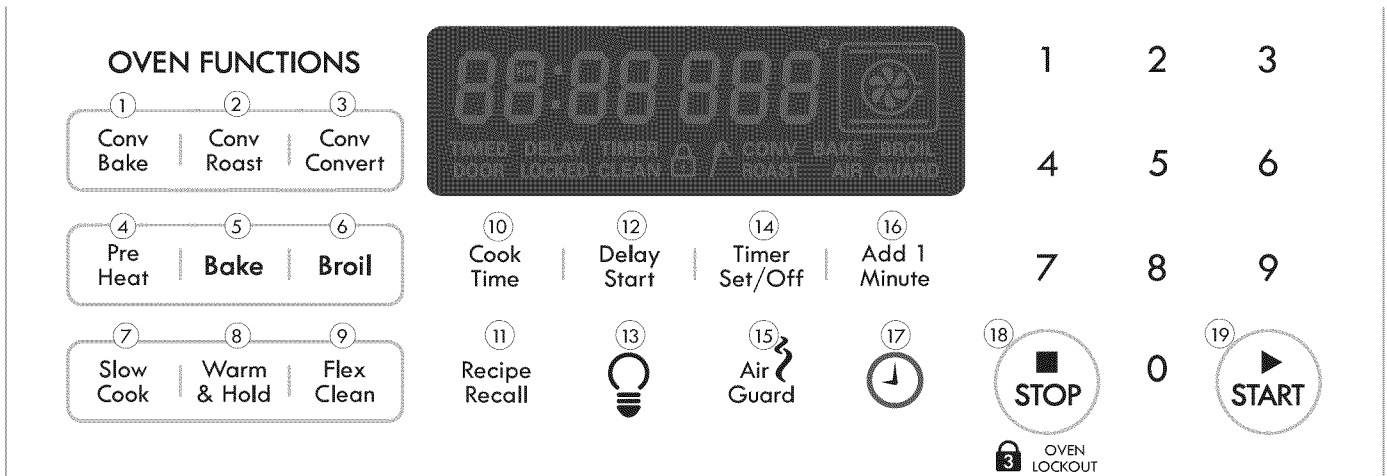 OVEN FUNCTIONS
1 2 3
Conv Conv Conv
Bake Roast Convert
4 5 6
Pre
Heat Bake Broil
7 8 9
Slow Warm Flex
Cook & Hold Clean
88:88 888°
TIMED DELAY TIMER CONV BAKE BROIL
DOOR LOCKED CLEAN ROAST AIR GUARD
10 12 14 16
Cook Delay Timer Add 1
Time Start Set/Off Minute
11 13 15 17
Recipe Air
Recall Guard
1 2 3
4 5 6
7 8 9
18 19
0
STOP START
3 OVEN
LOCKOUT